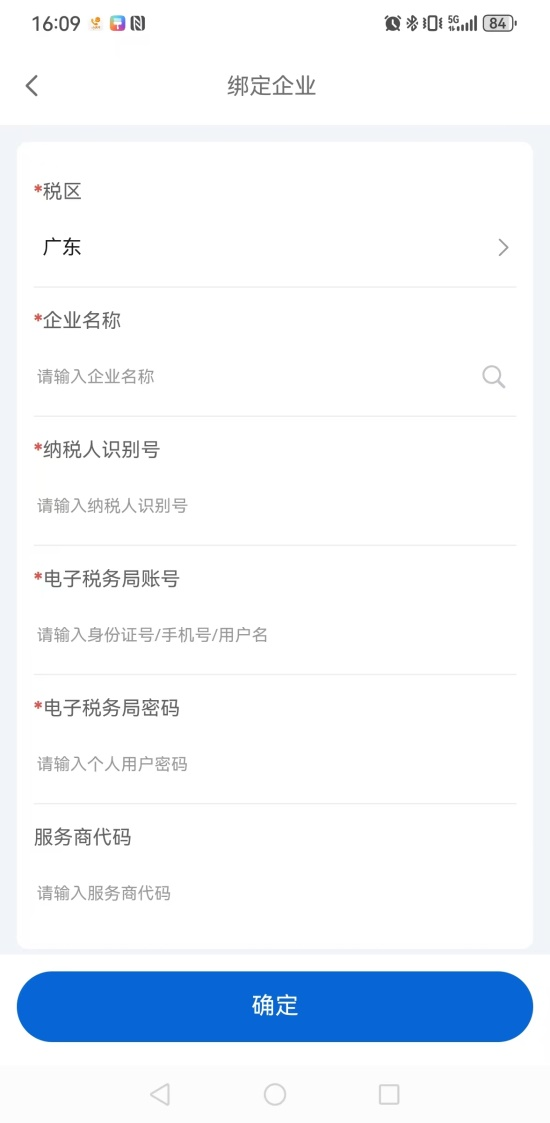 16:09
5G
84
绑定企业
*税区
广东
*企业名称
请输入企业名称
*纳税人识别号
请输入纳税人识别号
*电子税务局账号
请输入身份证号/手机号/用户名
*电子税务局密码
请输入个人用户密码
服务商代码
请输入服务商代码
确定